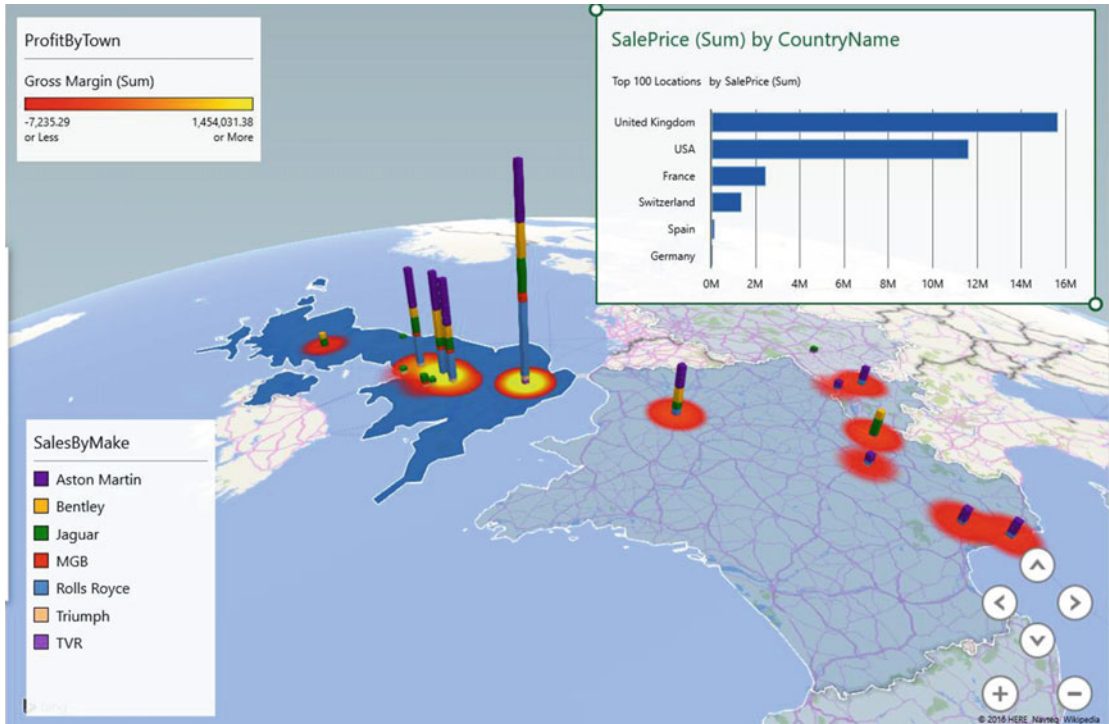 ProfitByTown
Gross Margin (Sum)
-7,235.29
or Less
1,454,031.38
or More
SalePrice (Sum) by CountryName
Top 100 Locations by SalePrice (Sum)
United Kingdom
USA
France
Switzerland
Spain
Germany
0M 2M 4M 6M 8M 10M 12M 14M 16M
SalesByMake
Aston Martin
Bentley
Jaguar
MGB
Rolls Royce
Triumph
TVR
bing
© 2016 HERE Navteq Wikipedia